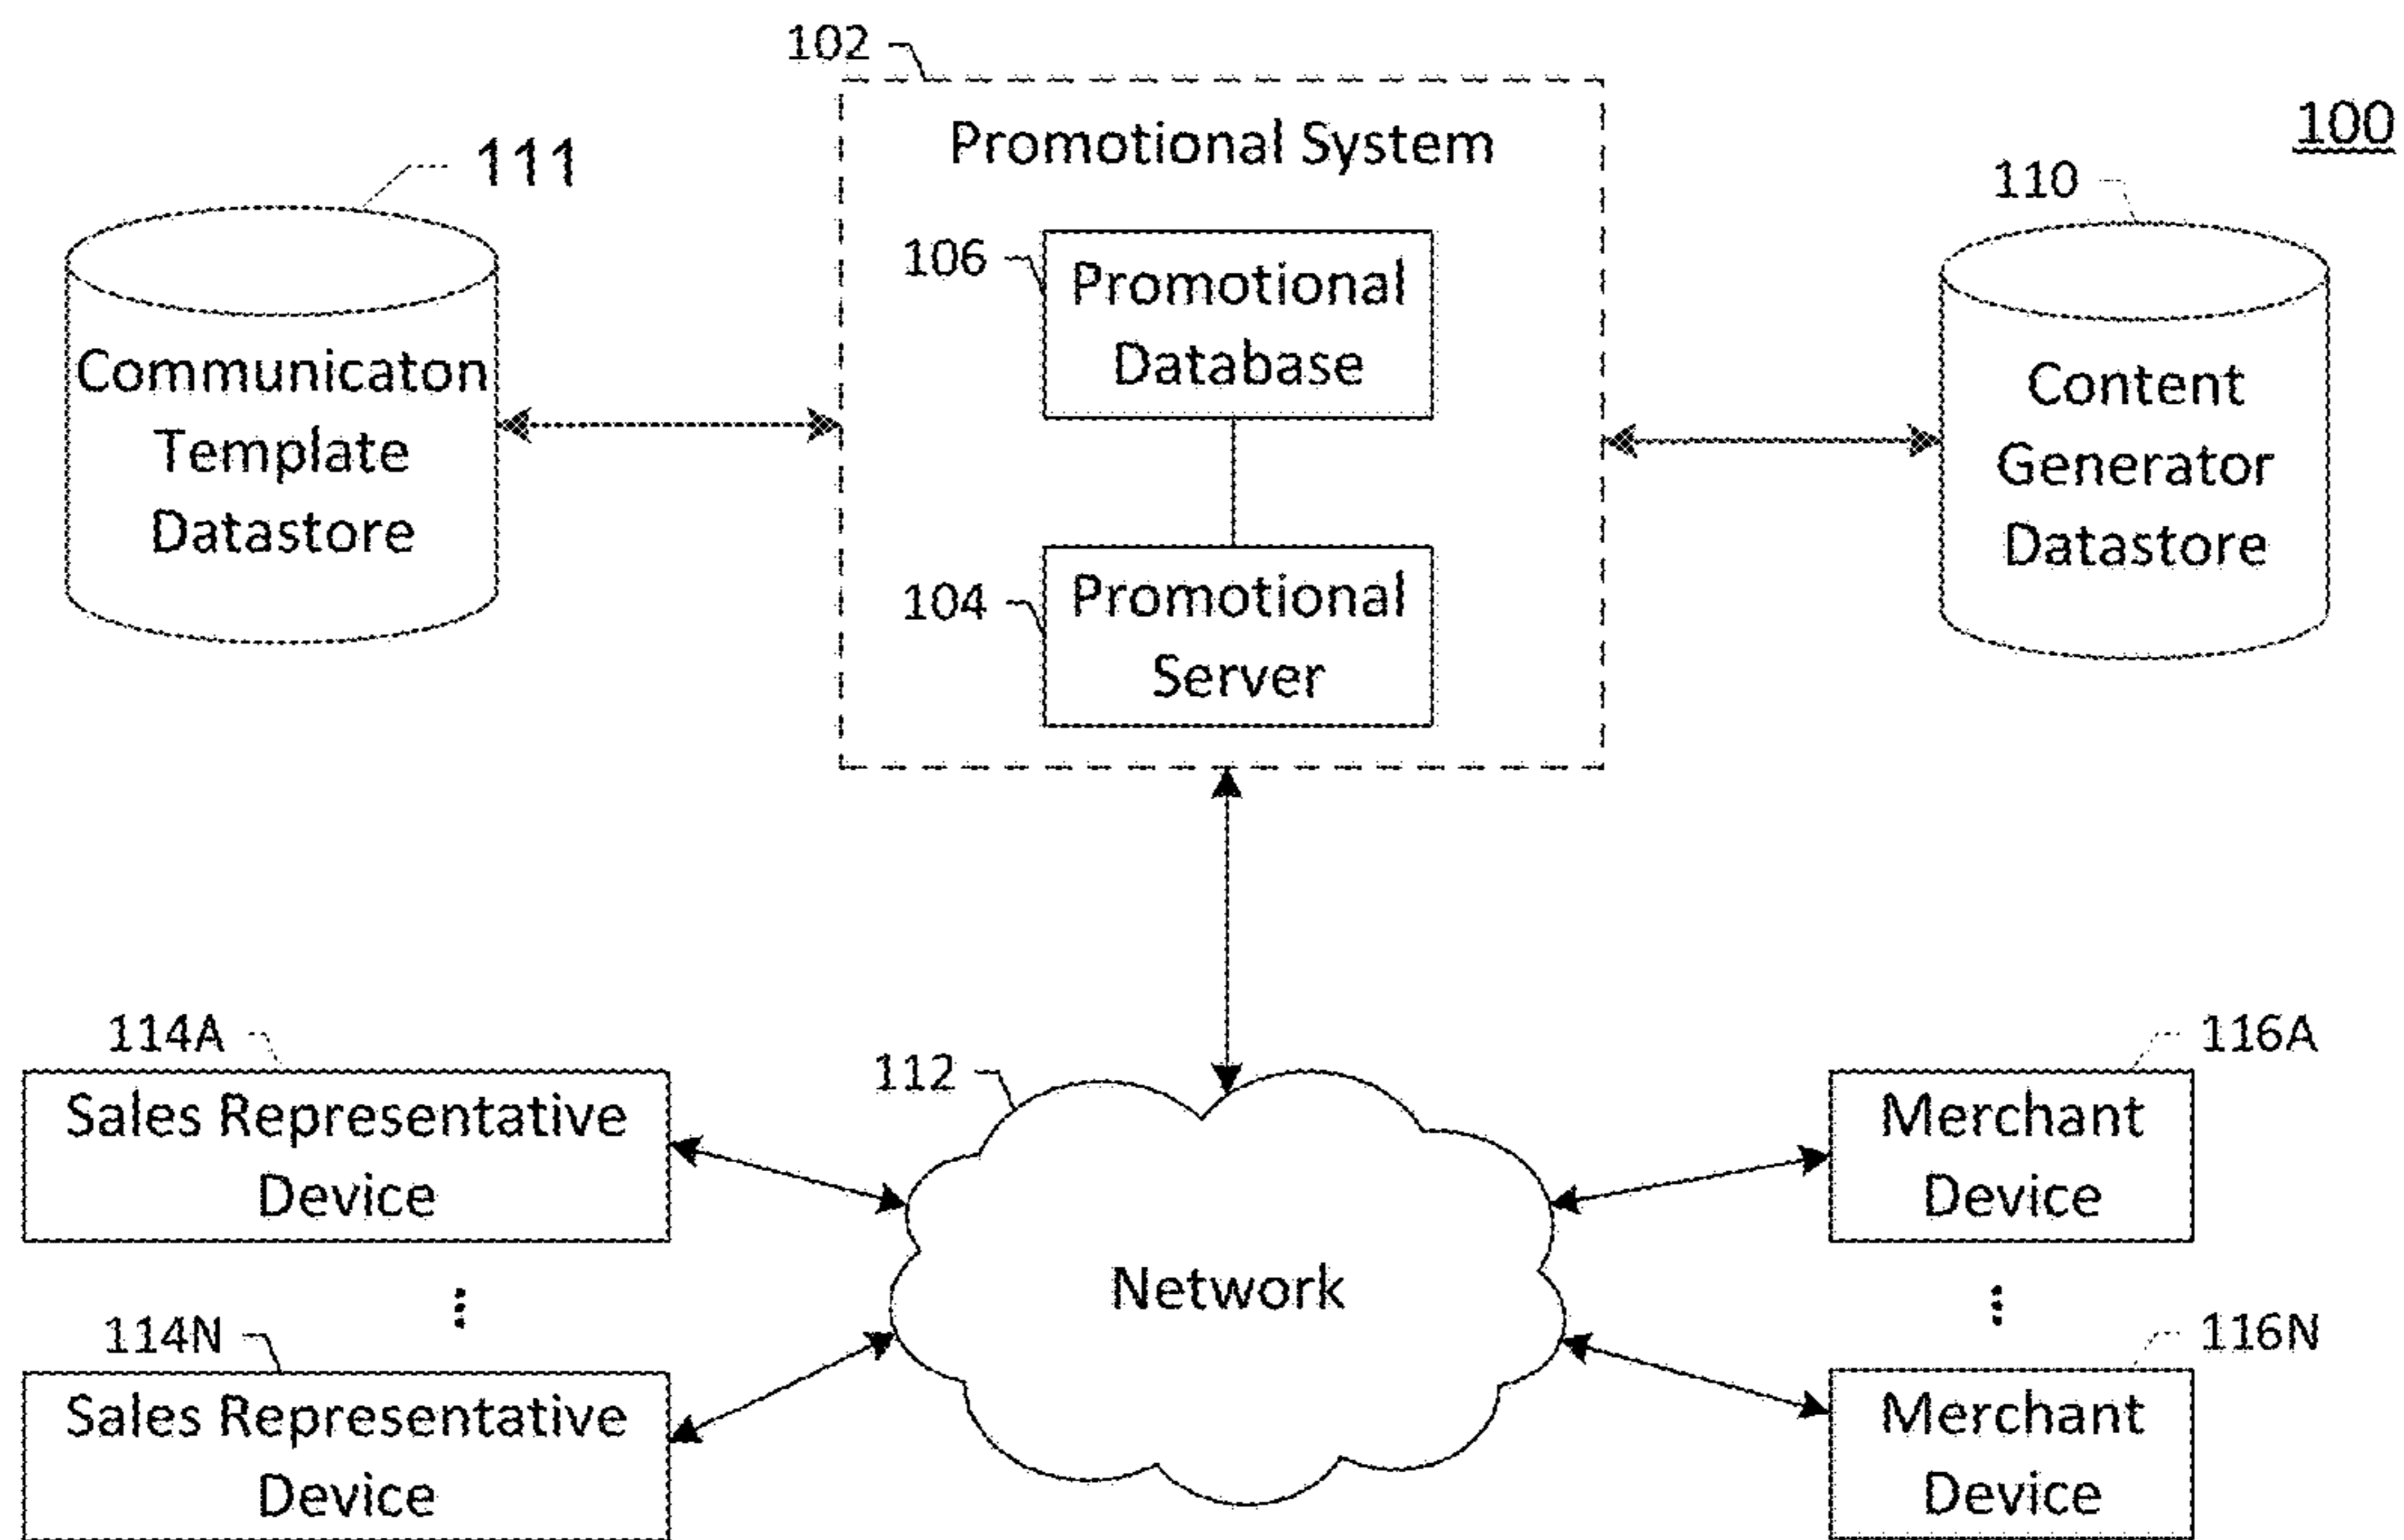 102
Promotional System
100
111
110
106
Promotional
Database
Communicaton
Template
Datastore
Content
Generator
Datastore
104
Promotional
Server
114A
Sales Representative
Device
112
Network
116A
Merchant
Device
114N
Sales Representative
Device
116N
Merchant
Device